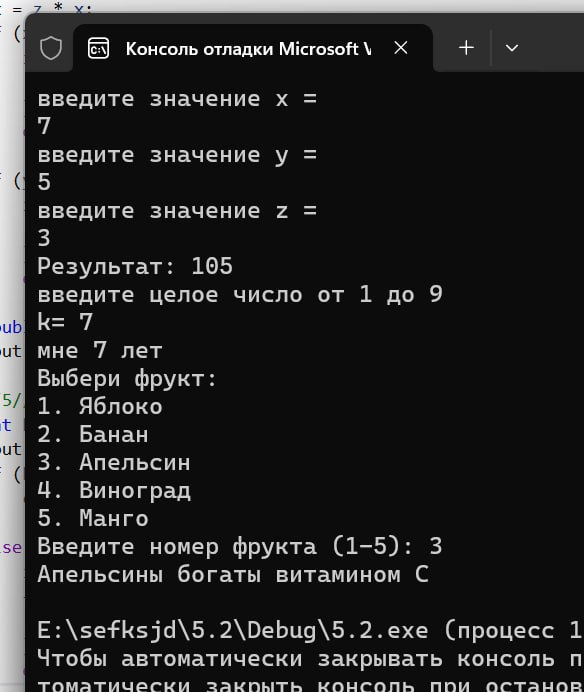 = z * x;
Консоль отладки Microsoft V
введите значение x =
7
введите значение y =
5
введите значение z =
3
Результат: 105
введите целое число от 1 до 9
k= 7
мне 7 лет
Выбери фрукт:
1. Яблоко
2. Банан
3. Апельсин
4. Виноград
5. Манго
Введите номер фрукта (1-5): 3
Апельсины богаты витамином C
E:\sefksjd\5.2\Debug\5.2.exe (процесс 1
Чтобы автоматически закрывать консоль п
томатически закрыть консоль при останов